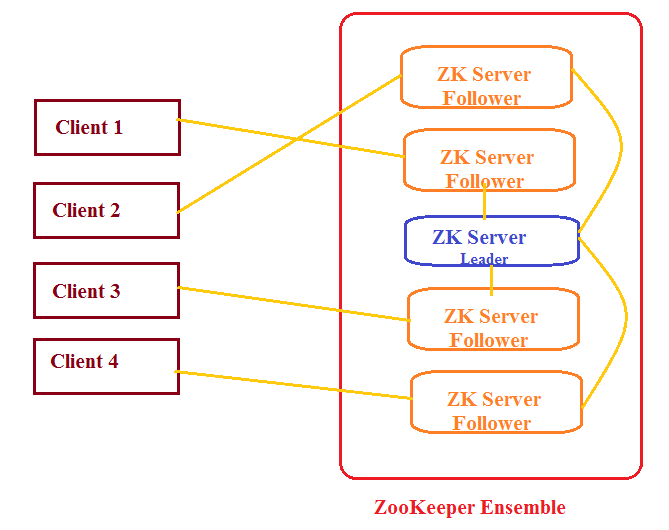 Client 1
Client 2
Client 3
Client 4
ZK Server
Follower
ZK Server
Follower
ZK Server
Leader
ZK Server
Follower
ZK Server
Follower
ZooKeeper Ensemble